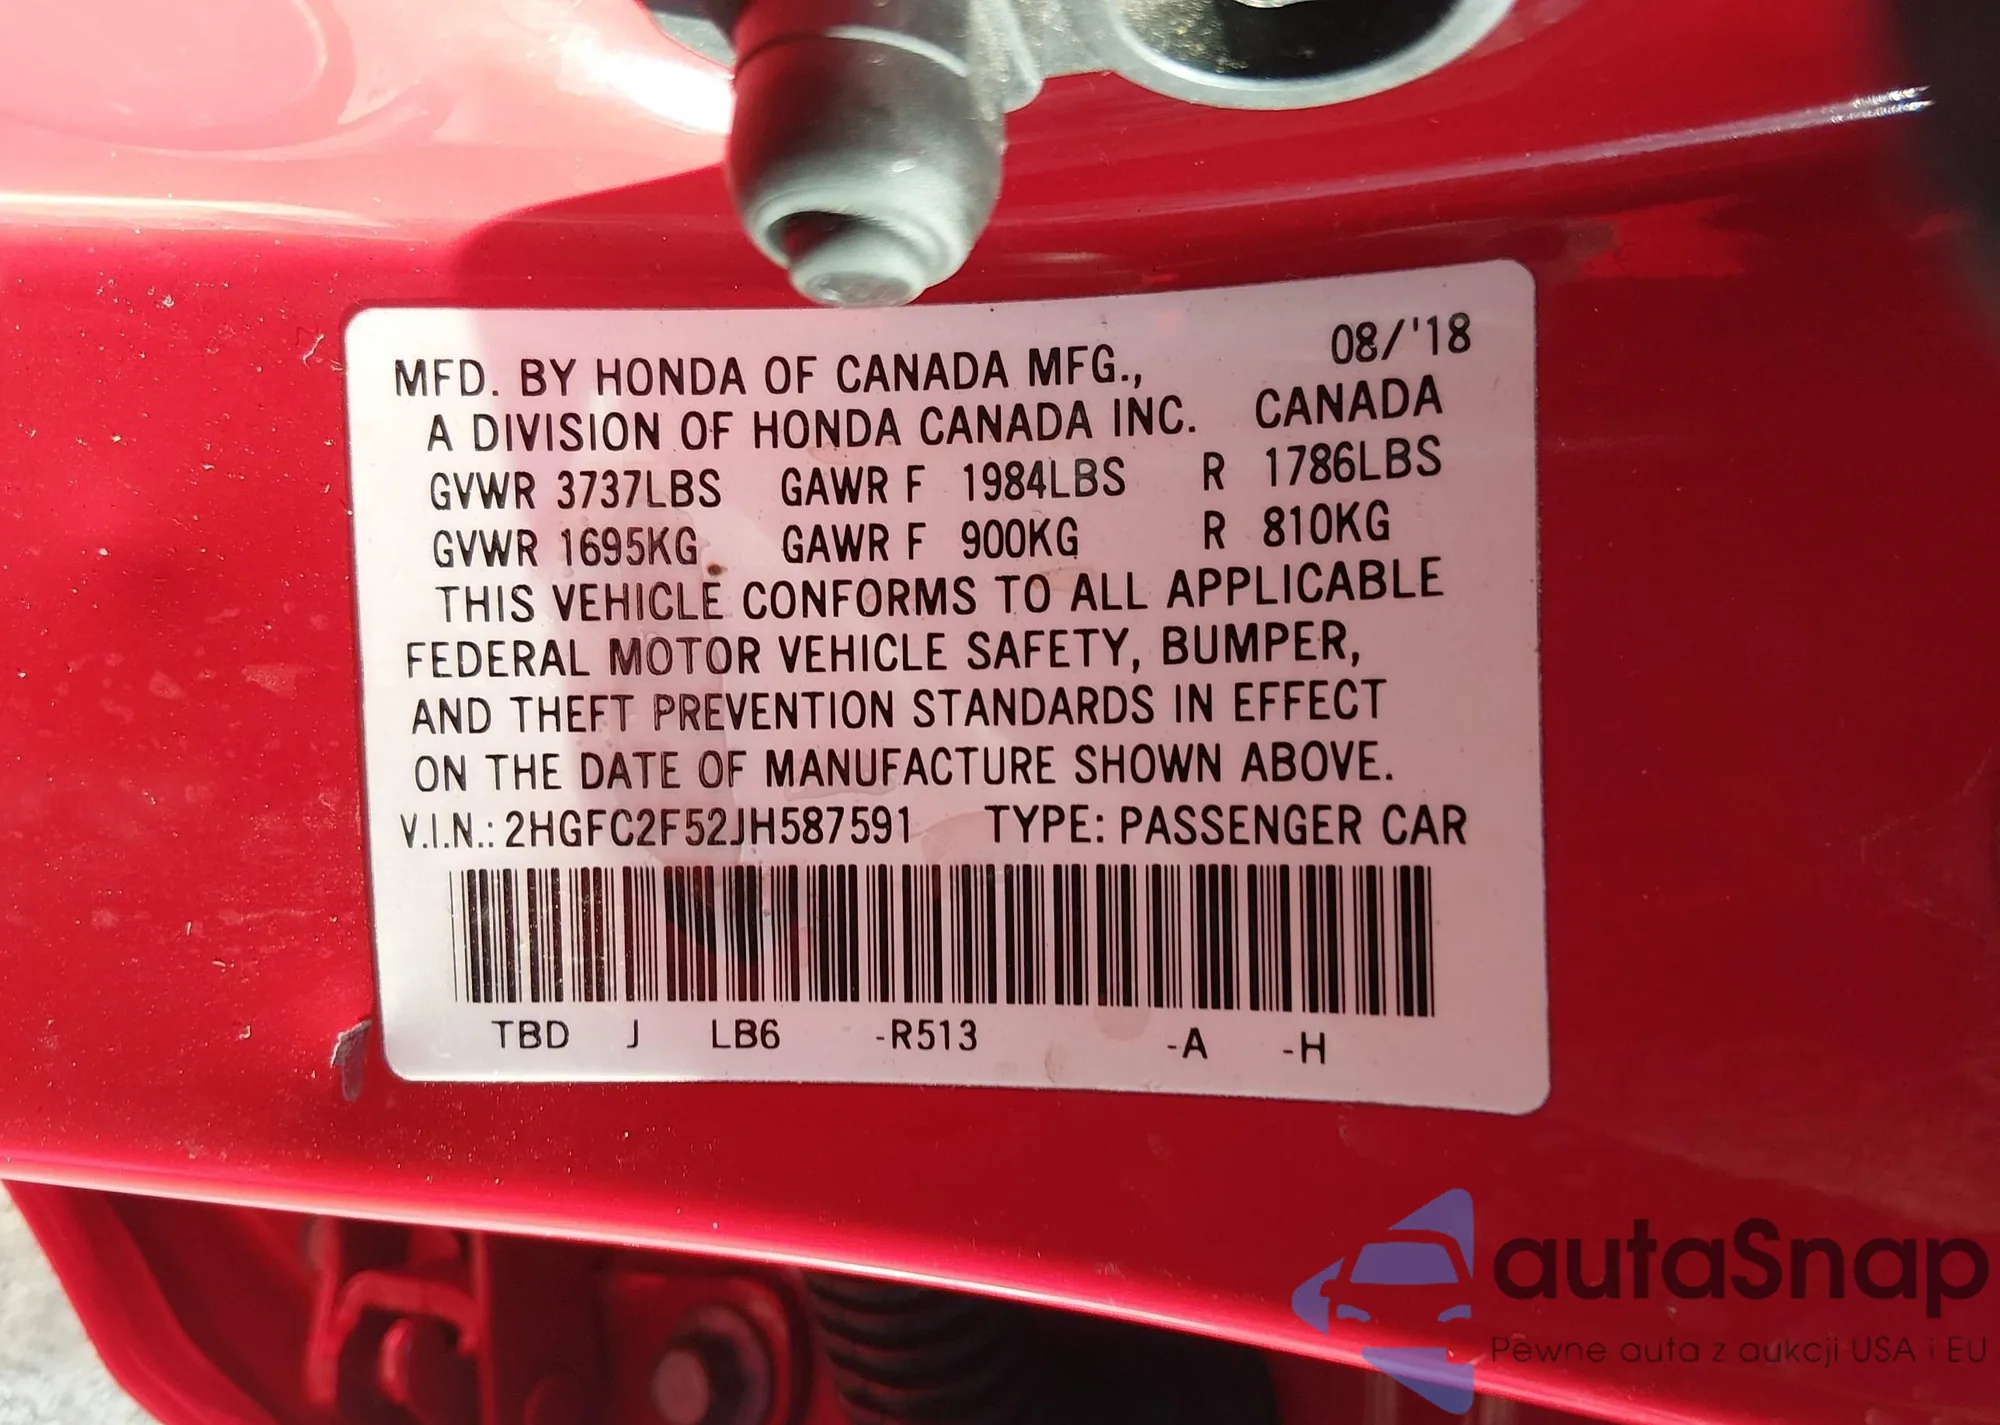 08/'18
MFD. BY HONDA OF CANADA MFG.,
A DIVISION OF HONDA CANADA INC. CANADA
GVWR 3737LBS GAWR F 1984LBS R 1786LBS
GVWR 1695KG GAWR F 900KG R 810KG
THIS VEHICLE CONFORMS TO ALL APPLICABLE
FEDERAL MOTOR VEHICLE SAFETY, BUMPER,
AND THEFT PREVENTION STANDARDS IN EFFECT
ON THE DATE OF MANUFACTURE SHOWN ABOVE.
V.I.N.: 2HGFC2F52JH587591 TYPE: PASSENGER CAR
TBD J LB6 -R513 -A -H
autaSnap
Pewne auta z aukcji USA i EU